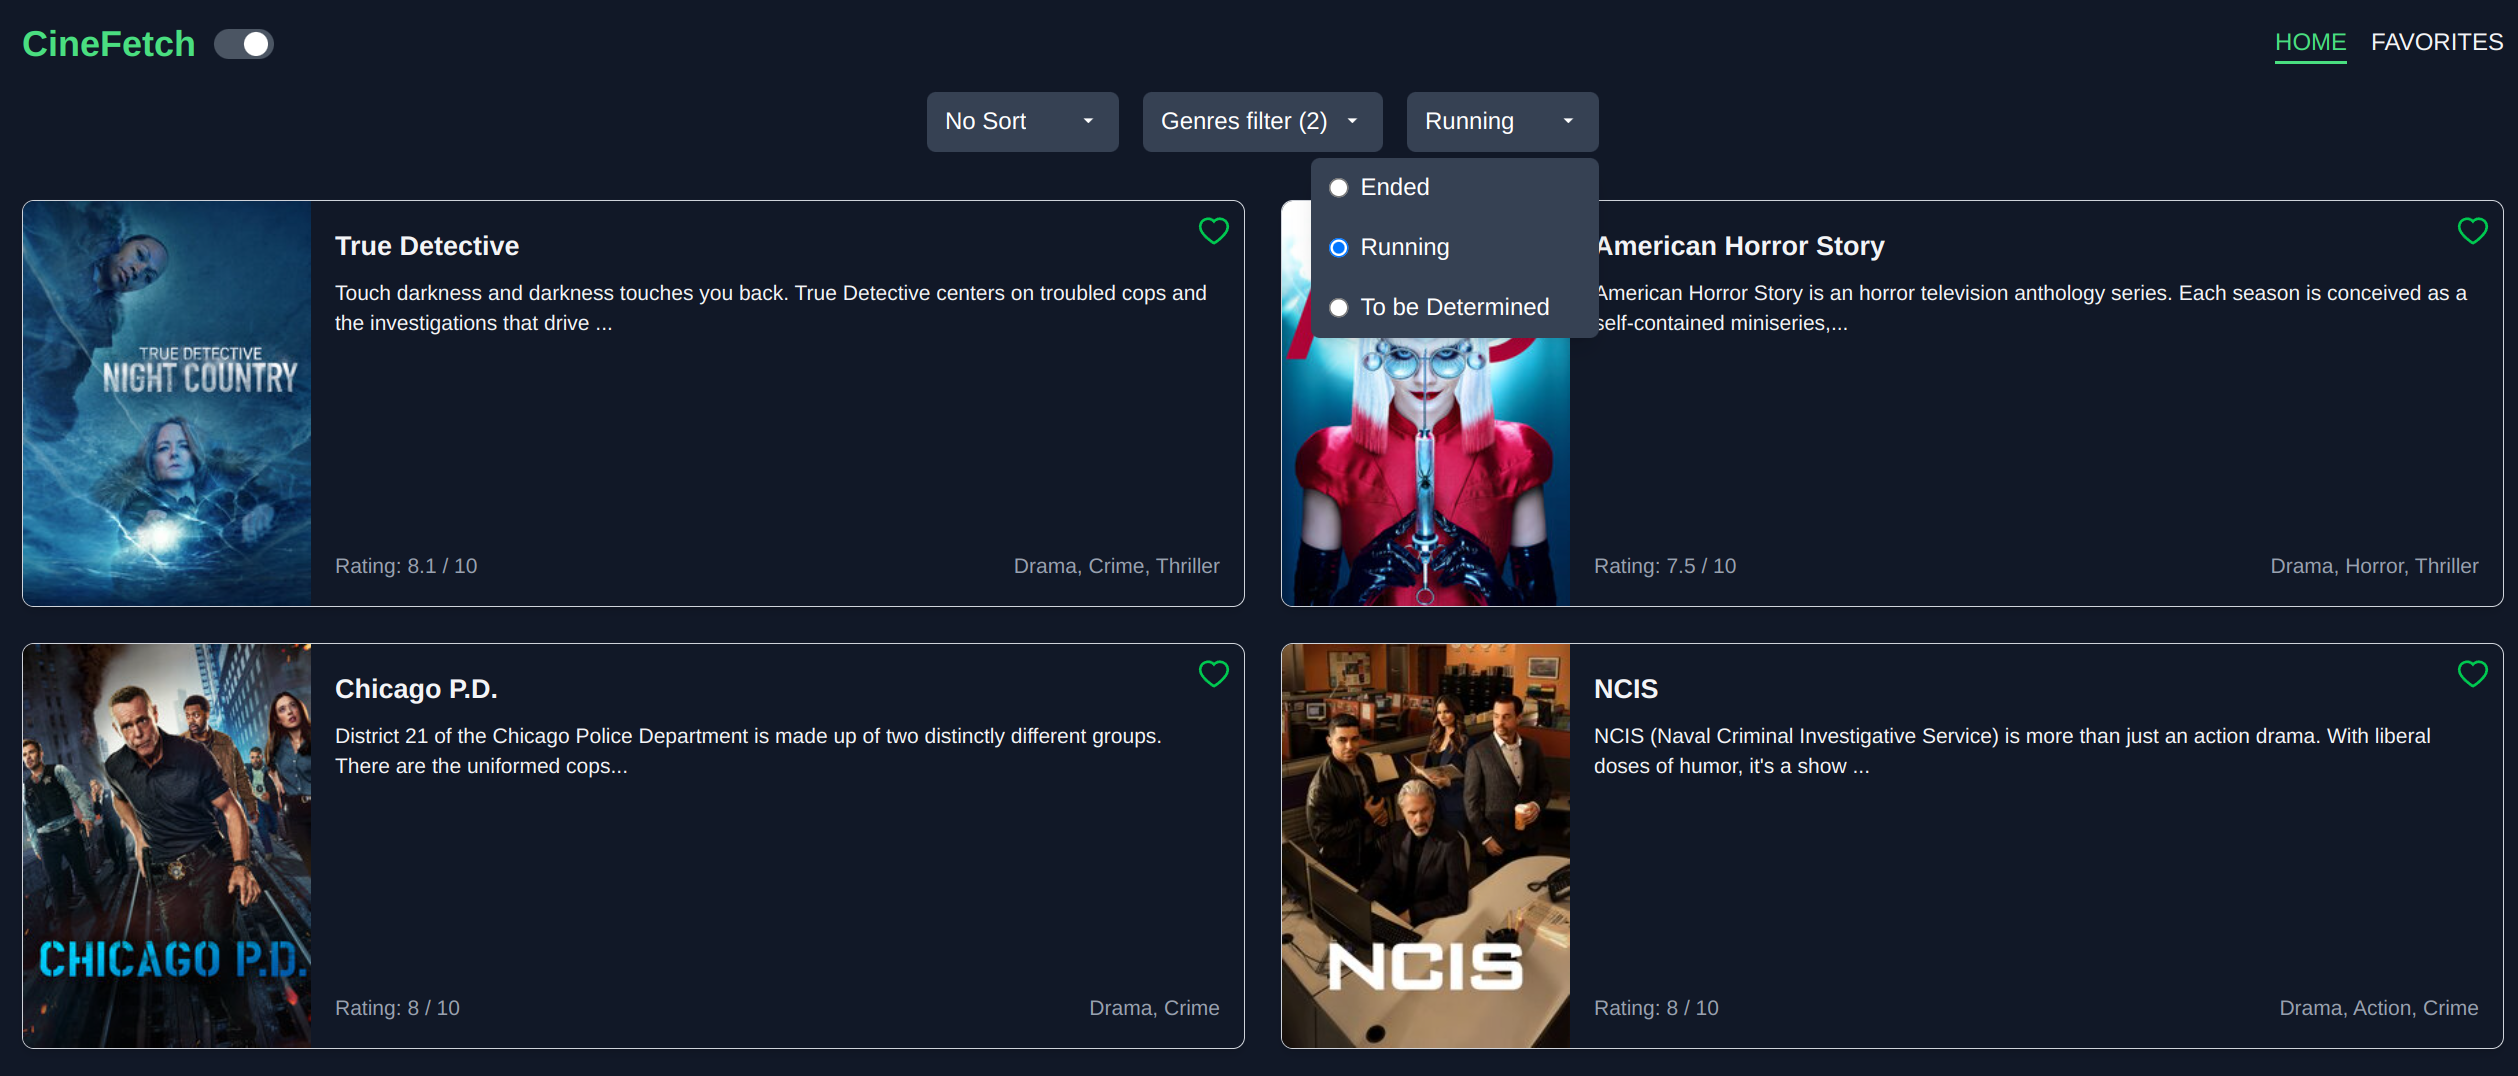 CineFetch
HOME FAVORITES
No Sort
Genres filter (2)
Running
Ended
Running
To be Determined
True Detective
Touch darkness and darkness touches you back. True Detective centers on troubled cops and
the investigations that drive ...
TRUE DETECTIVE
NIGHT COUNTRY
Rating: 8.1 / 10
Drama, Crime, Thriller
American Horror Story
American Horror Story is an horror television anthology series. Each season is conceived as a
self-contained miniseries,...
Rating: 7.5 / 10
Drama, Horror, Thriller
Chicago P.D.
District 21 of the Chicago Police Department is made up of two distinctly different groups.
There are the uniformed cops...
CHICAGO P.D.
Rating: 8 / 10
Drama, Crime
NCIS
NCIS (Naval Criminal Investigative Service) is more than just an action drama. With liberal
doses of humor, it's a show ...
NCIS
Rating: 8 / 10
Drama, Action, Crime